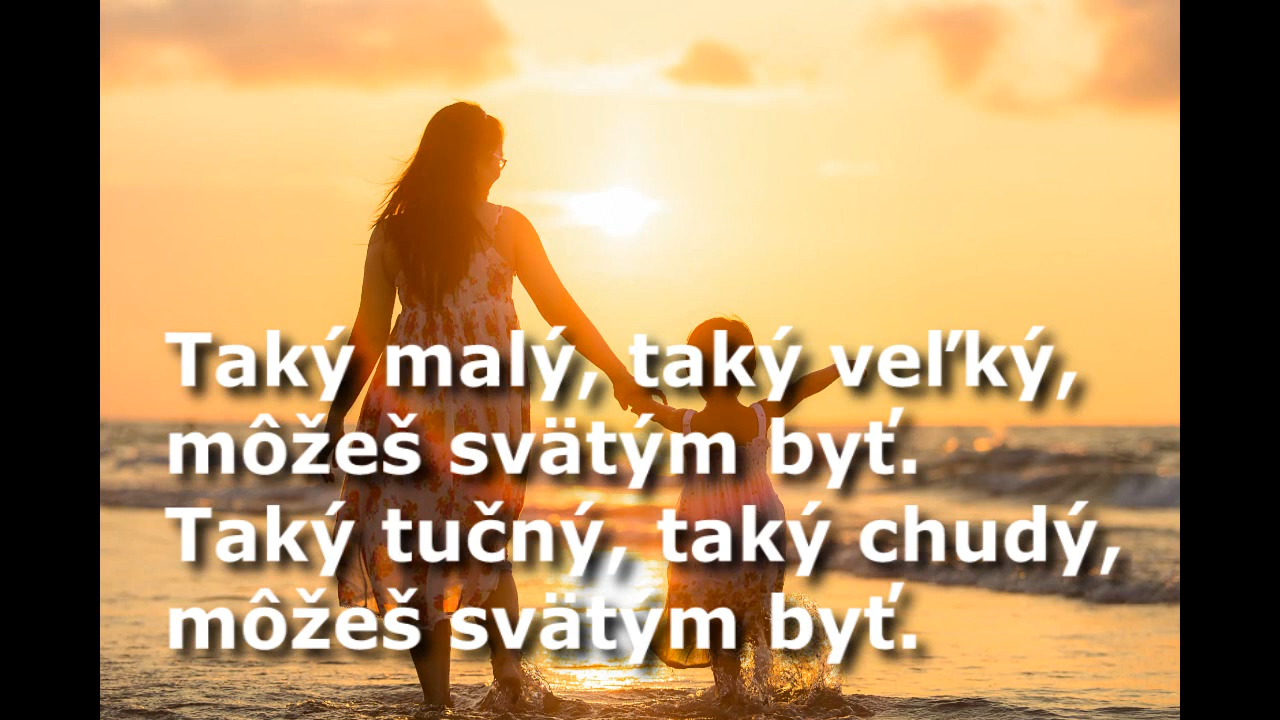 Taký malý, taký veľký,
môžeš svätým byť.
Taký tučný, taký chudý,
môžeš svätým byť.